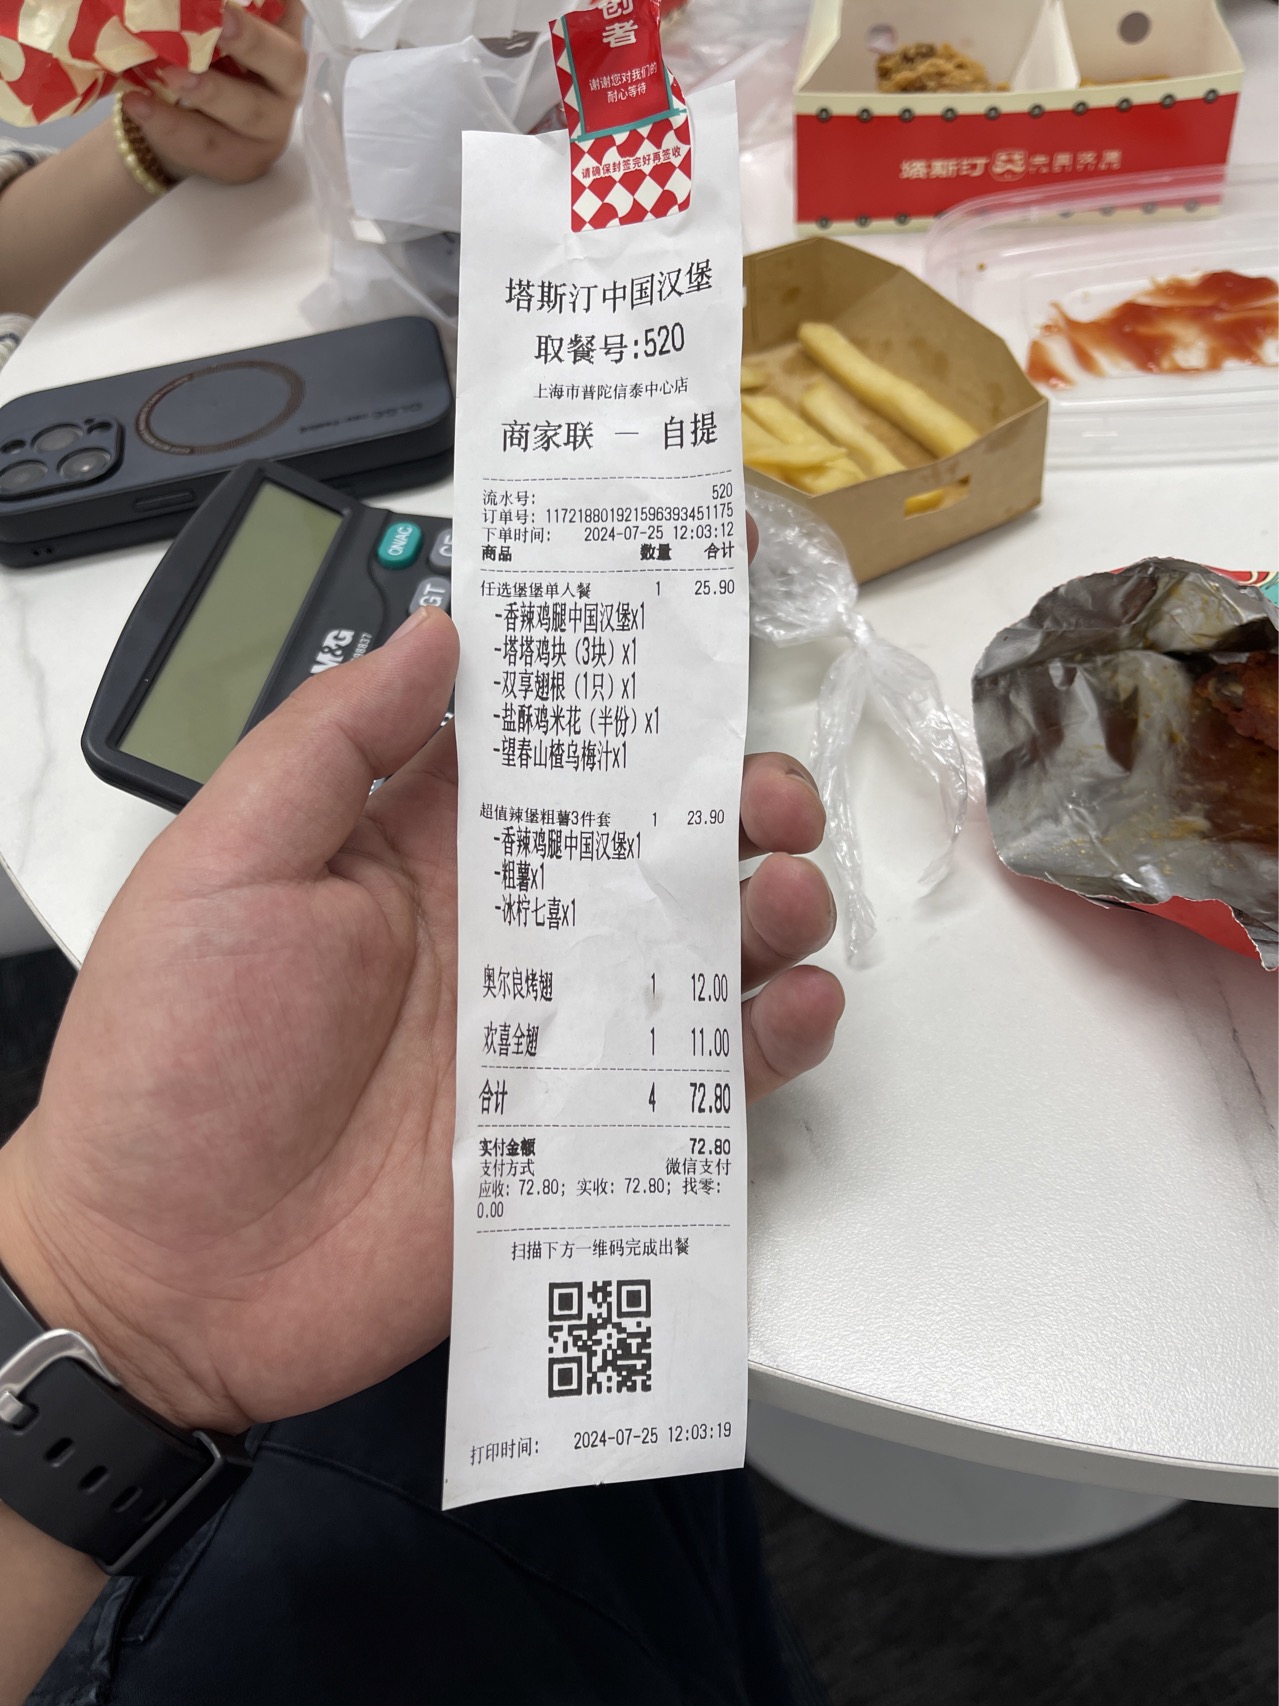 创者
谢谢您对我们的
耐心等待
请确保封签完好再签收
塔斯汀
塔斯汀中国汉堡
取餐号:520
上海市普陀信泰中心店
商家联 — 自提
流水号: 520
订单号: 1172188019215963934511​75
下单时间: 2024-07-25 12:03:12
商品 数量 合计
任选堡堡单人餐 1 25.90
-香辣鸡腿中国汉堡x1
-塔塔鸡块(3块)x1
-双享翅根(1只)x1
-盐酥鸡米花(半份)x1
-望春山楂乌梅汁x1
超值辣堡粗薯3件套 1 23.90
-香辣鸡腿中国汉堡x1
-粗薯x1
-冰柠七喜x1
奥尔良烤翅 1 12.00
欢喜全翅 1 11.00
合计 4 72.80
实付金额 72.80
支付方式 微信支付
应收: 72.80; 实收: 72.80; 找零:
0.00
扫描下方一维码完成出餐
打印时间: 2024-07-25 12:03:19
ON/AC
GT
M&G